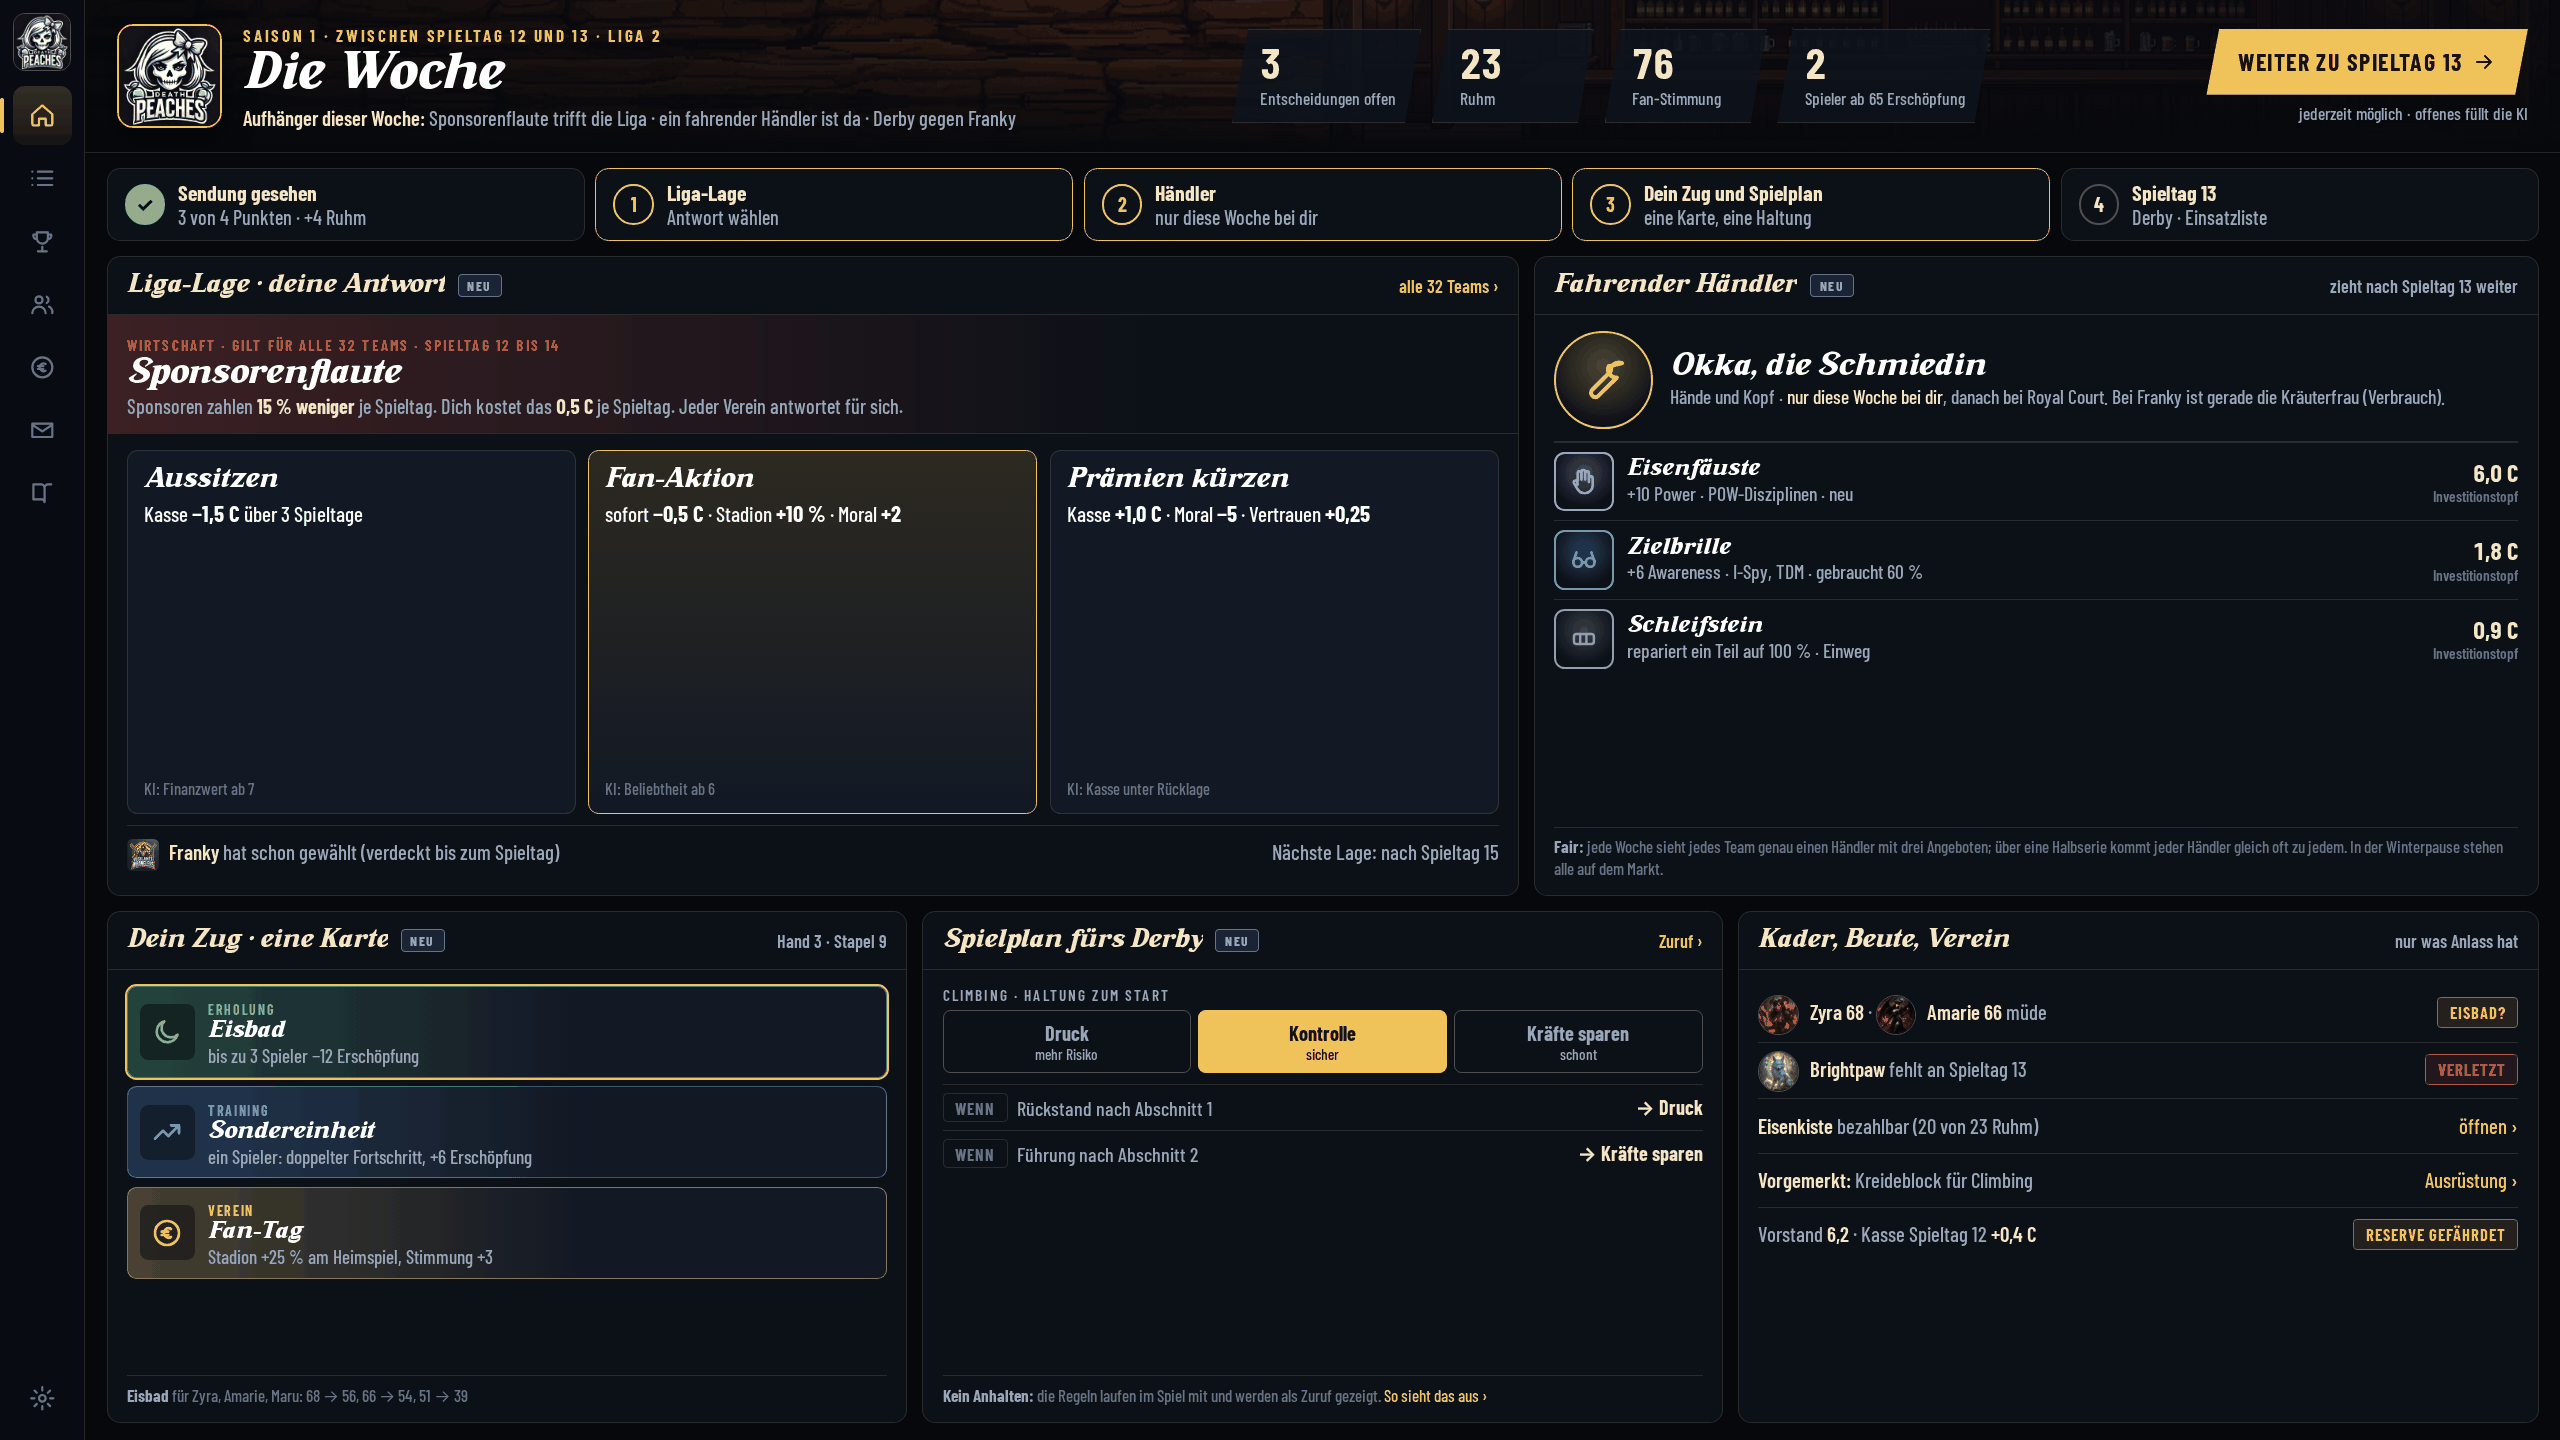 DEATH
PEACHES
DEATH
PEACHES
SAISON 1 · ZWISCHEN SPIELTAG 12 UND 13 · LIGA 2
Die Woche
Aufhänger dieser Woche: Sponsorenflaute trifft die Liga · ein fahrender Händler ist da · Derby gegen Franky
3
Entscheidungen offen
23
Ruhm
76
Fan-Stimmung
2
Spieler ab 65 Erschöpfung
WEITER ZU SPIELTAG 13 →
jederzeit möglich · offenes füllt die KI
Sendung gesehen
3 von 4 Punkten · +4 Ruhm
1
Liga-Lage
Antwort wählen
2
Händler
nur diese Woche bei dir
3
Dein Zug und Spielplan
eine Karte, eine Haltung
4
Spieltag 13
Derby · Einsatzliste
Liga-Lage · deine Antwort NEU
alle 32 Teams ›
WIRTSCHAFT · GILT FÜR ALLE 32 TEAMS · SPIELTAG 12 BIS 14
Sponsorenflaute
Sponsoren zahlen 15 % weniger je Spieltag. Dich kostet das 0,5 C je Spieltag. Jeder Verein antwortet für sich.
Aussitzen
Kasse −1,5 C über 3 Spieltage
KI: Finanzwert ab 7
Fan-Aktion
sofort −0,5 C · Stadion +10 % · Moral +2
KI: Beliebtheit ab 6
Prämien kürzen
Kasse +1,0 C · Moral −5 · Vertrauen +0,25
KI: Kasse unter Rücklage
Franky hat schon gewählt (verdeckt bis zum Spieltag)
Nächste Lage: nach Spieltag 15
Fahrender Händler NEU
zieht nach Spieltag 13 weiter
Okka, die Schmiedin
Hände und Kopf · nur diese Woche bei dir, danach bei Royal Court. Bei Franky ist gerade die Kräuterfrau (Verbrauch).
Eisenfäuste
+10 Power · POW-Disziplinen · neu
6,0 C
Investitionstopf
Zielbrille
+6 Awareness · I-Spy, TDM · gebraucht 60 %
1,8 C
Investitionstopf
Schleifstein
repariert ein Teil auf 100 % · Einweg
0,9 C
Investitionstopf
Fair: jede Woche sieht jedes Team genau einen Händler mit drei Angeboten; über eine Halbserie kommt jeder Händler gleich oft zu jedem. In der Winterpause stehen
alle auf dem Markt.
Dein Zug · eine Karte NEU
Hand 3 · Stapel 9
ERHOLUNG
Eisbad
bis zu 3 Spieler −12 Erschöpfung
TRAINING
Sondereinheit
ein Spieler: doppelter Fortschritt, +6 Erschöpfung
VEREIN
Fan-Tag
Stadion +25 % am Heimspiel, Stimmung +3
Eisbad für Zyra, Amarie, Maru: 68 → 56, 66 → 54, 51 → 39
Spielplan fürs Derby NEU
Zuruf ›
CLIMBING · HALTUNG ZUM START
Druck
mehr Risiko
Kontrolle
sicher
Kräfte sparen
schont
WENN Rückstand nach Abschnitt 1 → Druck
WENN Führung nach Abschnitt 2 → Kräfte sparen
Kein Anhalten: die Regeln laufen im Spiel mit und werden als Zuruf gezeigt. So sieht das aus ›
Kader, Beute, Verein
nur was Anlass hat
Zyra 68 · Amarie 66 müde
EISBAD?
Brightpaw fehlt an Spieltag 13
VERLETZT
Eisenkiste bezahlbar (20 von 23 Ruhm)
öffnen ›
Vorgemerkt: Kreideblock für Climbing
Ausrüstung ›
Vorstand 6,2 · Kasse Spieltag 12 +0,4 C
RESERVE GEFÄHRDET